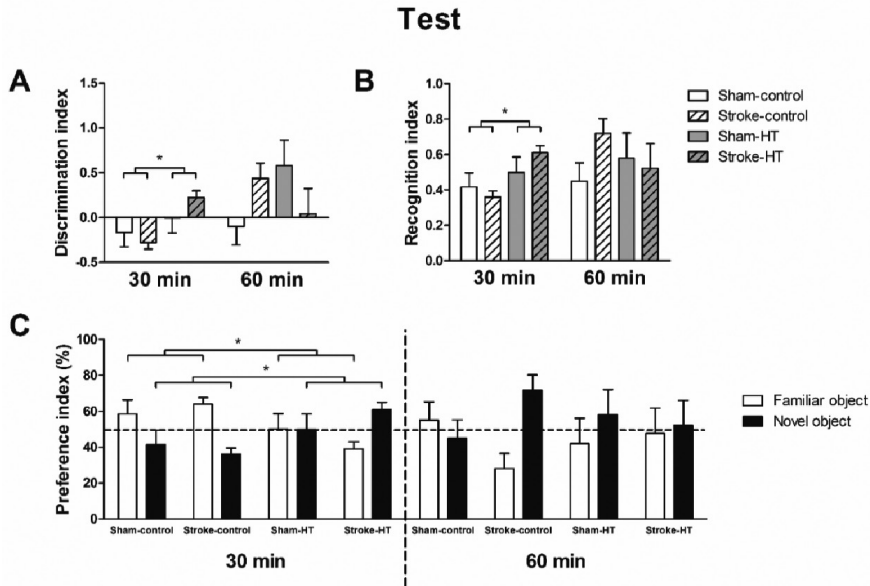 Test
A
Discrimination index
1.5
1.0
0.5
0.0
-0.5
*
30 min
60 min
B
Recognition index
1.0
0.8
0.6
0.4
0.2
0.0
*
30 min
60 min
Sham-control
Stroke-control
Sham-HT
Stroke-HT
C
Preference index (%)
100
80
60
40
20
0
*
*
Sham-control Stroke-control Sham-HT Stroke-HT
Sham-control Stroke-control Sham-HT Stroke-HT
30 min
60 min
Familiar object
Novel object